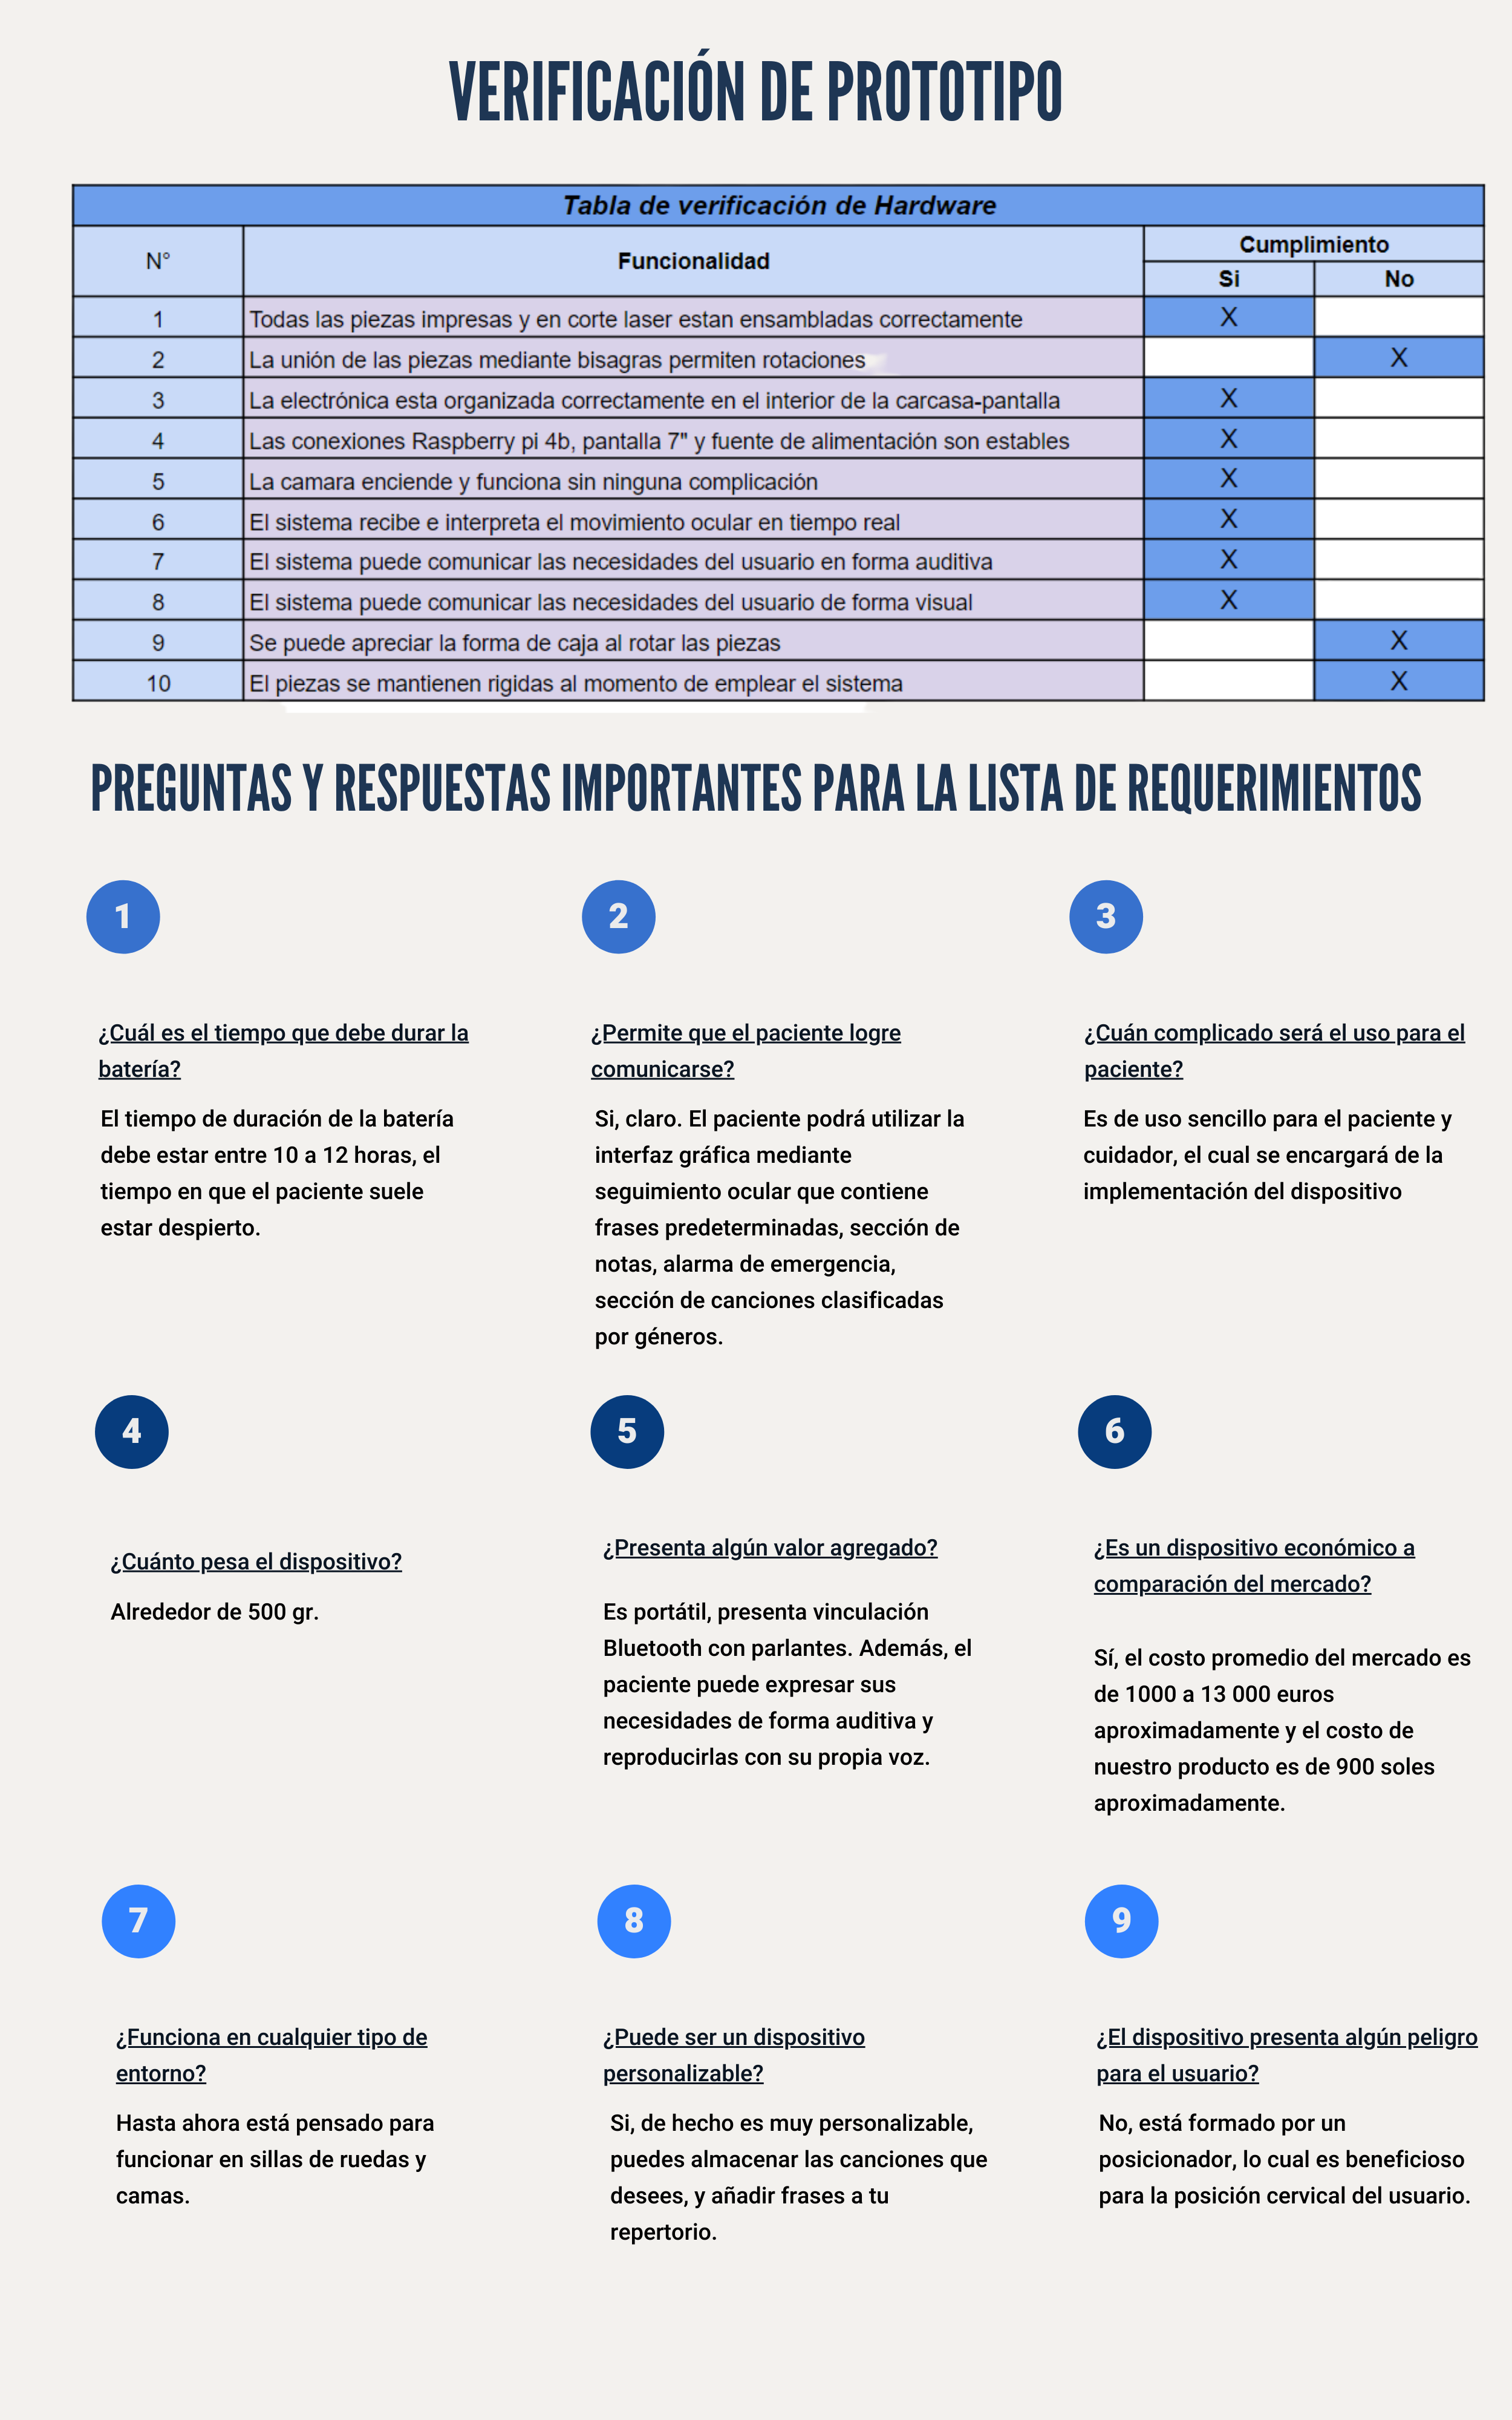 VERIFICACIÓN DE PROTOTIPO
Tabla de verificación de Hardware
N° Funcionalidad Cumplimiento
Si No
1 Todas las piezas impresas y en corte laser estan ensambladas correctamente X
2 La unión de las piezas mediante bisagras permiten rotaciones X
3 La electrónica esta organizada correctamente en el interior de la carcasa-pantalla X
4 Las conexiones Raspberry pi 4b, pantalla 7" y fuente de alimentación son estables X
5 La camara enciende y funciona sin ninguna complicación X
6 El sistema recibe e interpreta el movimiento ocular en tiempo real X
7 El sistema puede comunicar las necesidades del usuario en forma auditiva X
8 El sistema puede comunicar las necesidades del usuario de forma visual X
9 Se puede apreciar la forma de caja al rotar las piezas X
10 El piezas se mantienen rigidas al momento de emplear el sistema X
PREGUNTAS Y RESPUESTAS IMPORTANTES PARA LA LISTA DE REQUERIMIENTOS
1
¿Cuál es el tiempo que debe durar la
batería?
El tiempo de duración de la batería
debe estar entre 10 a 12 horas, el
tiempo en que el paciente suele
estar despierto.
2
¿Permite que el paciente logre
comunicarse?
Si, claro. El paciente podrá utilizar la
interfaz gráfica mediante
seguimiento ocular que contiene
frases predeterminadas, sección de
notas, alarma de emergencia,
sección de canciones clasificadas
por géneros.
3
¿Cuán complicado será el uso para el
paciente?
Es de uso sencillo para el paciente y
cuidador, el cual se encargará de la
implementación del dispositivo
4
¿Cuánto pesa el dispositivo?
Alrededor de 500 gr.
5
¿Presenta algún valor agregado?
Es portátil, presenta vinculación
Bluetooth con parlantes. Además, el
paciente puede expresar sus
necesidades de forma auditiva y
reproducirlas con su propia voz.
6
¿Es un dispositivo económico a
comparación del mercado?
Sí, el costo promedio del mercado es
de 1000 a 13 000 euros
aproximadamente y el costo de
nuestro producto es de 900 soles
aproximadamente.
7
¿Funciona en cualquier tipo de
entorno?
Hasta ahora está pensado para
funcionar en sillas de ruedas y
camas.
8
¿Puede ser un dispositivo
personalizable?
Si, de hecho es muy personalizable,
puedes almacenar las canciones que
desees, y añadir frases a tu
repertorio.
9
¿El dispositivo presenta algún peligro
para el usuario?
No, está formado por un
posicionador, lo cual es beneficioso
para la posición cervical del usuario.